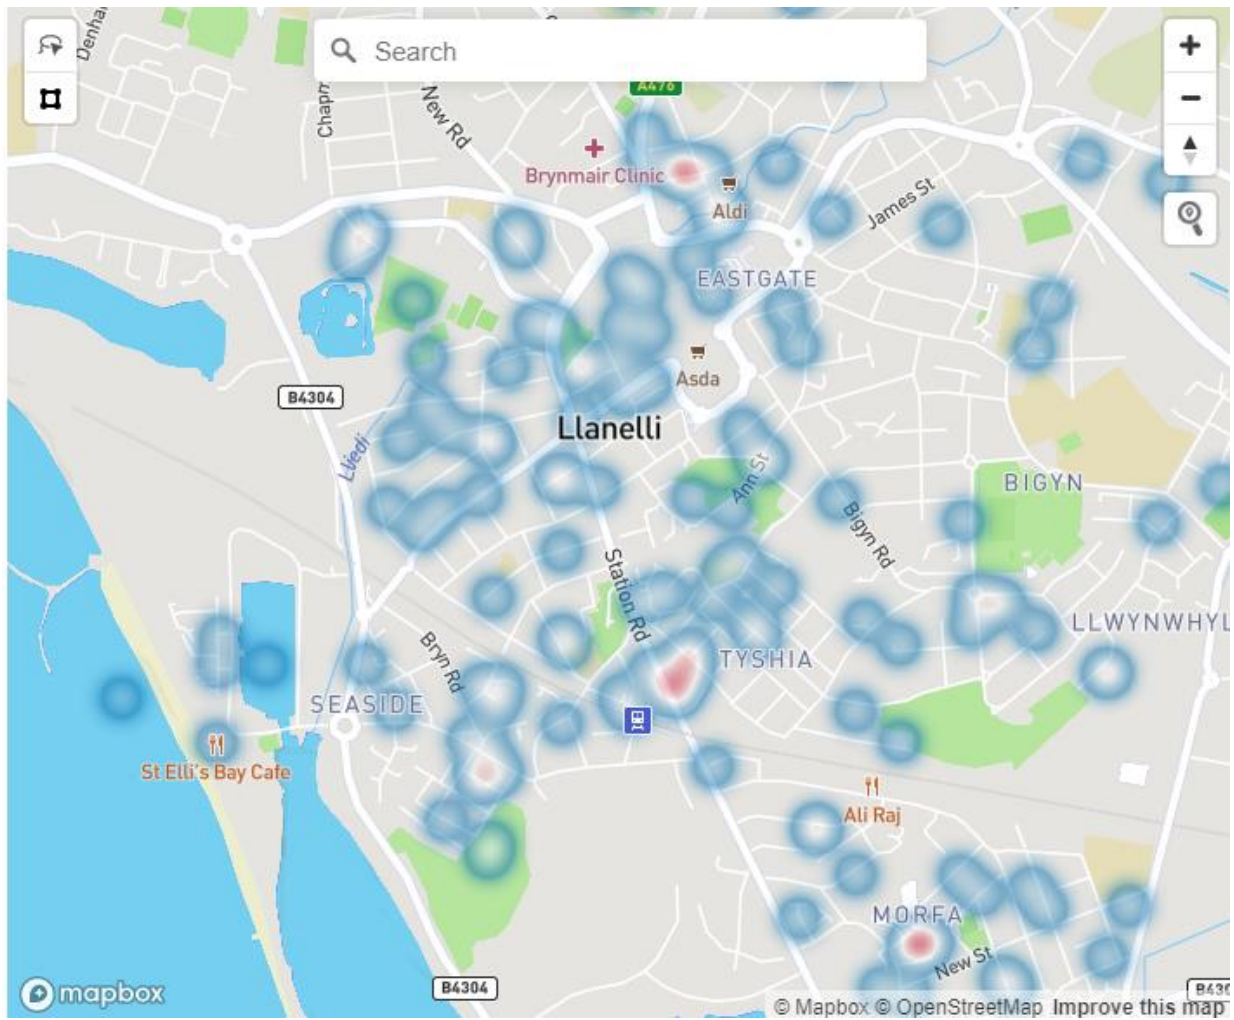 Denha
Search
Chapm
New Rd
A476
Brynmair Clinic
Aldi
James St
EASTGATE
Asda
B4304
Llanelli
Lliedi
Ann St
BIGYN
Bigyn Rd
Station Rd
LLWYNWHYL
Bryn Rd
TYSHIA
SEASIDE
St Elli's Bay Cafe
Ali Raj
MORFA
New St
B4304
B430
mapbox
© Mapbox © OpenStreetMap Improve this map